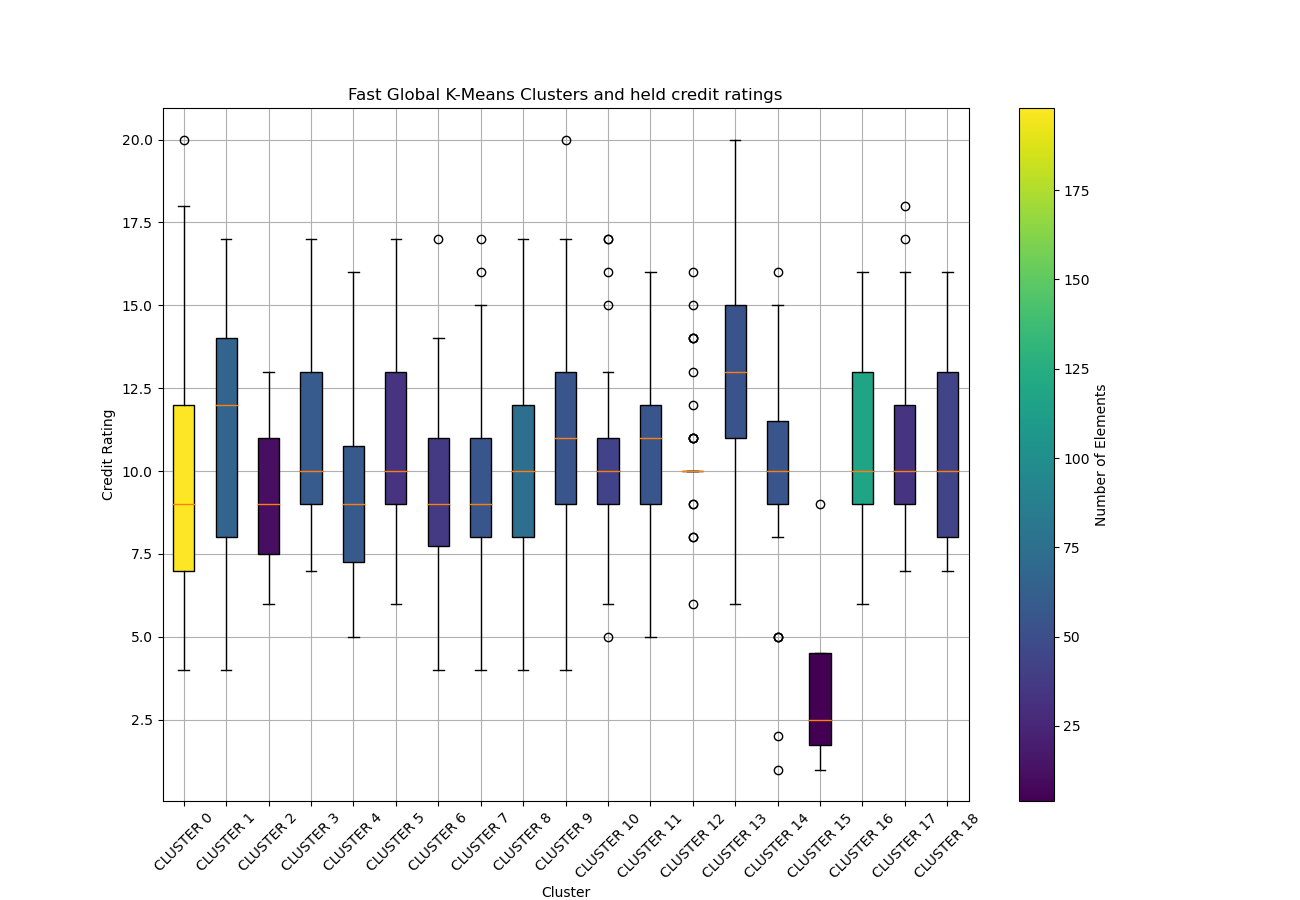 Fast Global K-Means Clusters and held credit ratings
20.0
17.5
15.0
12.5
10.0
7.5
5.0
2.5
Credit Rating
CLUSTER 0
CLUSTER 1
CLUSTER 2
CLUSTER 3
CLUSTER 4
CLUSTER 5
CLUSTER 6
CLUSTER 7
CLUSTER 8
CLUSTER 9
CLUSTER 10
CLUSTER 11
CLUSTER 12
CLUSTER 13
CLUSTER 14
CLUSTER 15
CLUSTER 16
CLUSTER 17
CLUSTER 18
Cluster
175
150
125
100
75
50
25
Number of Elements